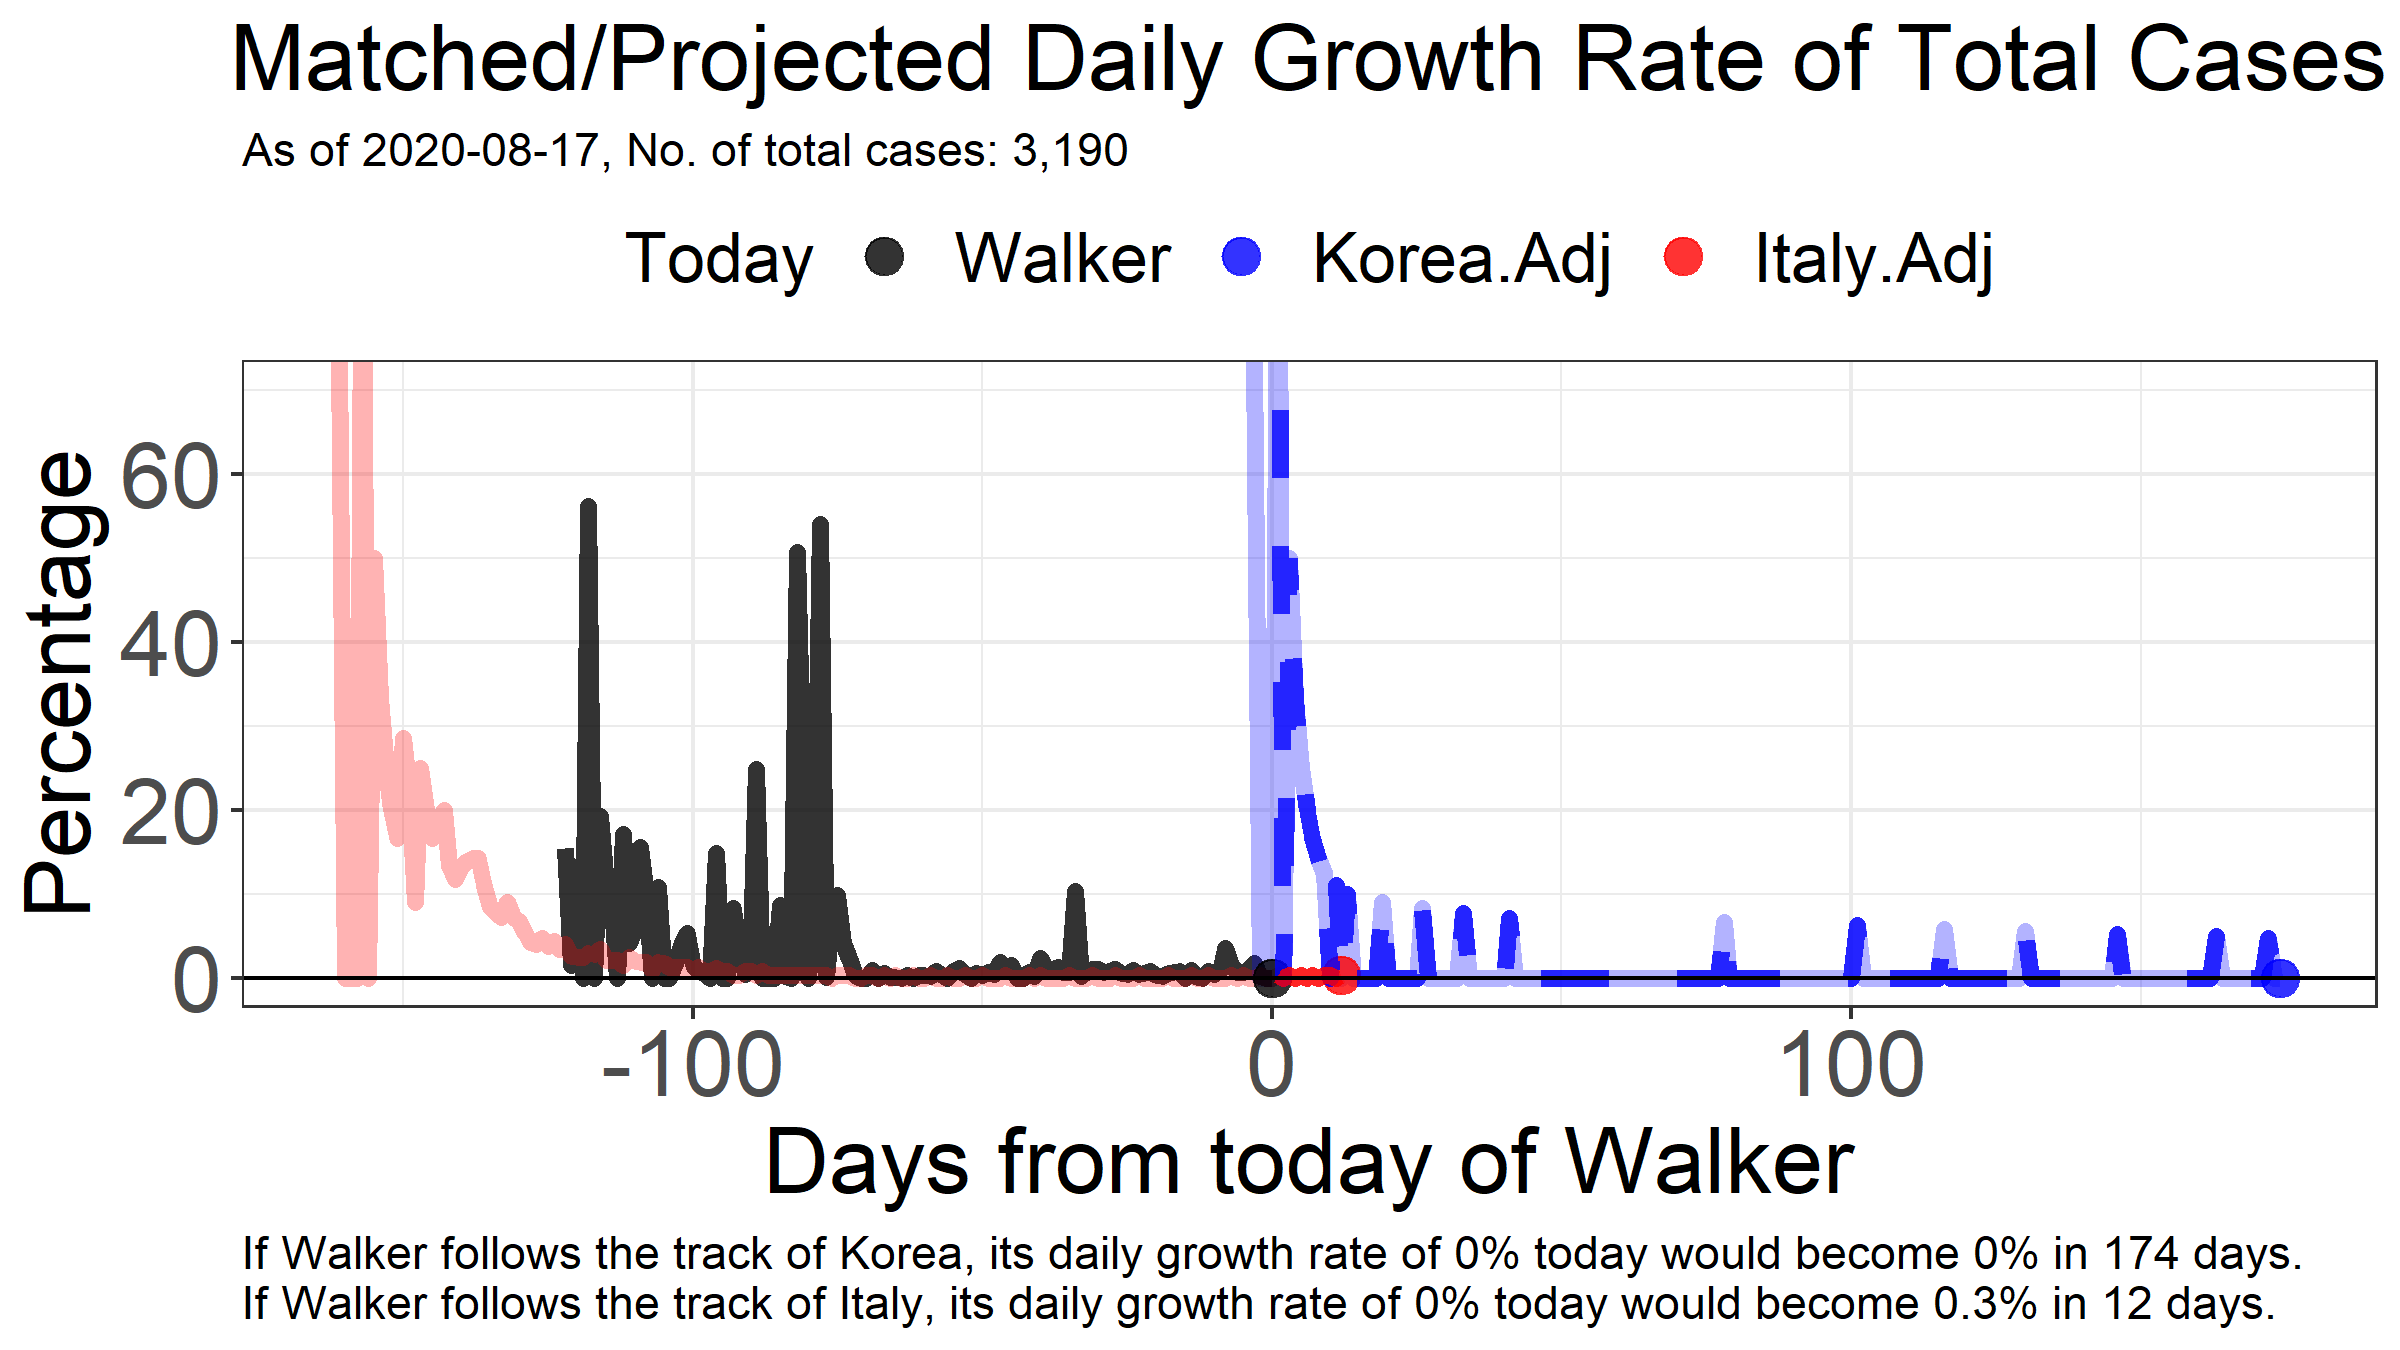 Matched/Projected Daily Growth Rate of Total Cases
As of 2020-08-17, No. of total cases: 3,190
Today Walker Korea.Adj Italy.Adj
Percentage
60
40
20
0
-100 0 100
Days from today of Walker
If Walker follows the track of Korea, its daily growth rate of 0% today would become 0% in 174 days.
If Walker follows the track of Italy, its daily growth rate of 0% today would become 0.3% in 12 days.